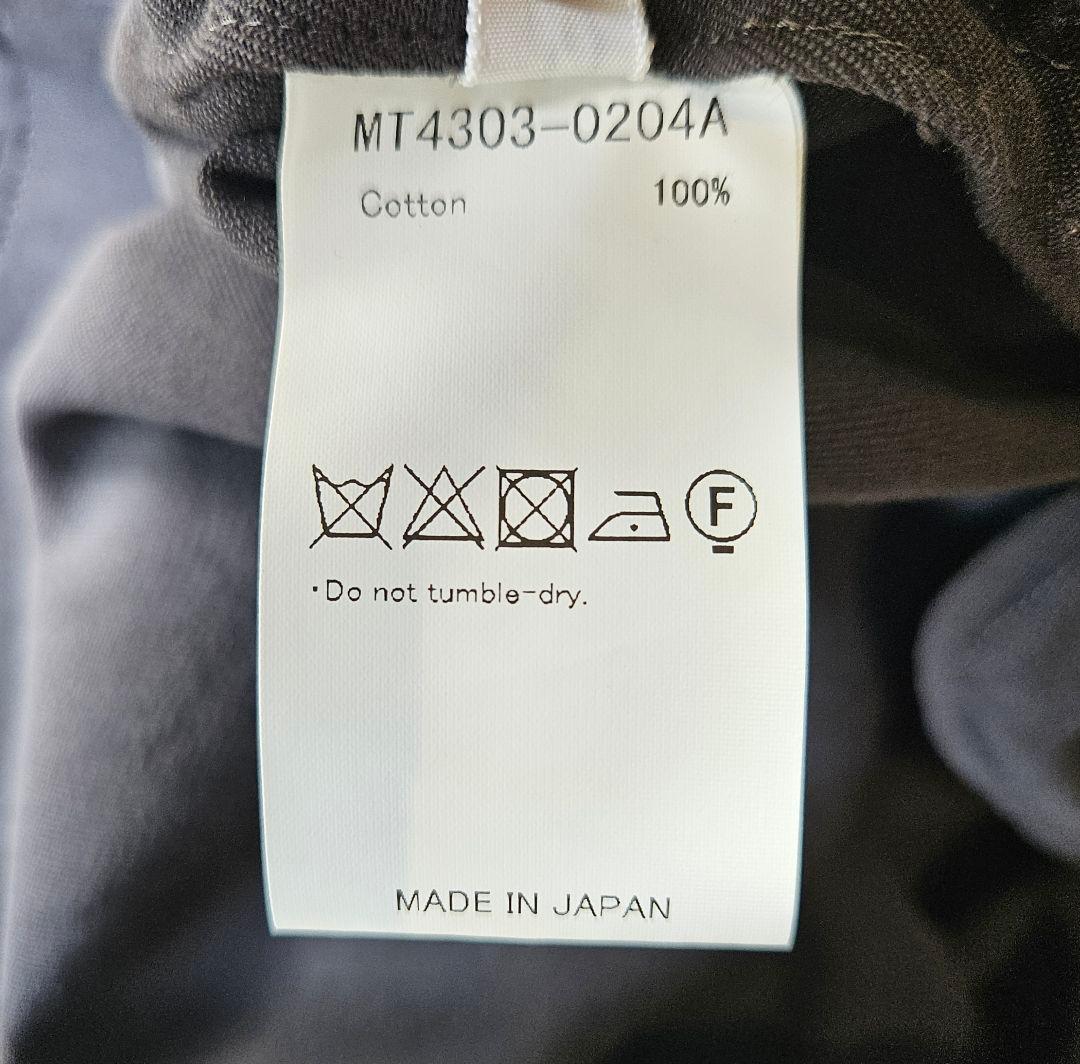 MT4303-0204A
Cotton 100%
F
·Do not tumble-dry.
MADE IN JAPAN